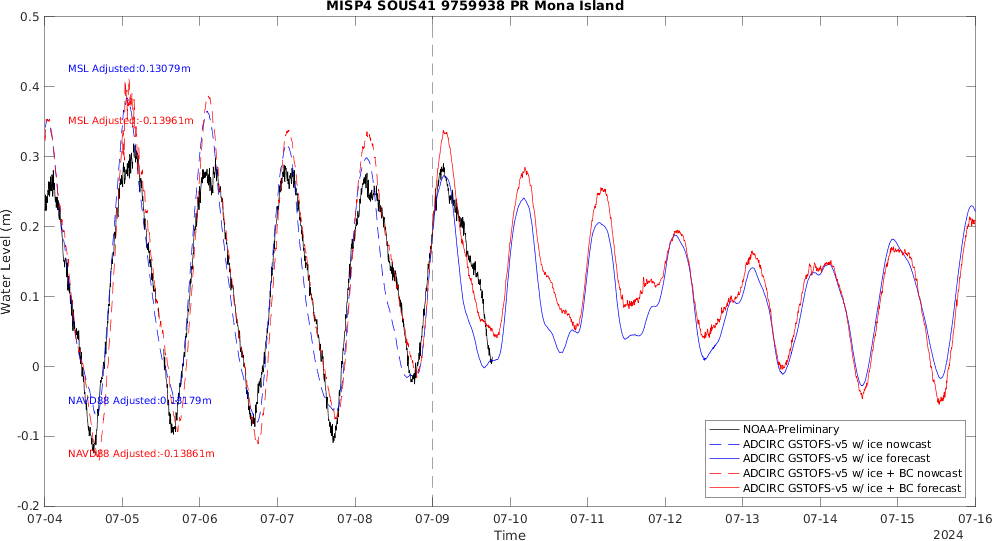 MISP4 SOUS41 9759938 PR Mona Island
0.5
0.4
0.3
0.2
0.1
0
-0.1
-0.2
Water Level (m)
MSL Adjusted:0.13079m
MSL Adjusted:-0.13961m
NAVD88 Adjusted:0.13179m
NAVD88 Adjusted:-0.13861m
NOAA-Preliminary
ADCIRC GSTOFS-v5 w/ ice nowcast
ADCIRC GSTOFS-v5 w/ ice forecast
ADCIRC GSTOFS-v5 w/ ice + BC nowcast
ADCIRC GSTOFS-v5 w/ ice + BC forecast
07-04 07-05 07-06 07-07 07-08 07-09 07-10 07-11 07-12 07-13 07-14 07-15 07-16
Time
2024